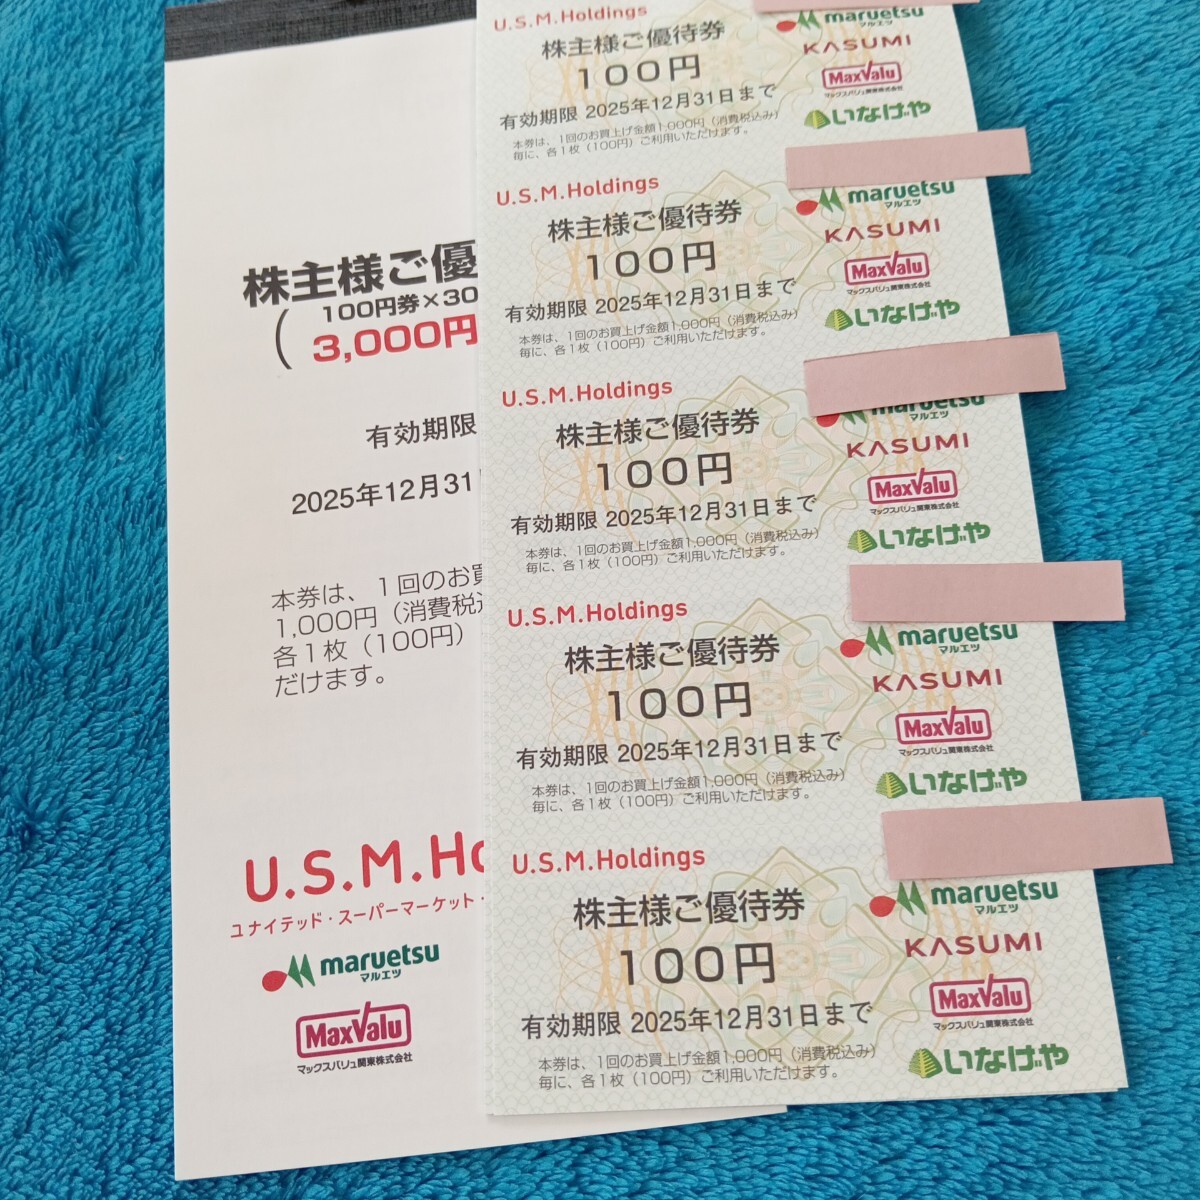 株主様ご優
100円券×30
(3,000円
有効期限
2025年12月31
本券は、1回のお
1,000円（消費税
各1枚（100円）
だけます。
U.S.M.Ho
ユナイテッド・スーパーマーケット・
maruetsu
マルエツ
MaxValu
マックスバリュ関東株式会社
U.S.M.Holdings
株主様ご優待券
100円
有効期限 2025年12月31日まで
本券は、1回のお買上げ金額1,000円（消費税込み）
毎に、各1枚（100円）ご利用いただけます。
maruetsu
マルエツ
KASUMI
MaxValu
マックスバリュ関東株式会社
いなげや
U.S.M.Holdings
株主様ご優待券
100円
有効期限 2025年12月31日まで
本券は、1回のお買上げ金額1,000円（消費税込み）
毎に、各1枚（100円）ご利用いただけます。
maruetsu
マルエツ
KASUMI
MaxValu
マックスバリュ関東株式会社
いなげや
U.S.M.Holdings
株主様ご優待券
100円
有効期限 2025年12月31日まで
本券は、1回のお買上げ金額1,000円（消費税込み）
毎に、各1枚（100円）ご利用いただけます。
maruetsu
マルエツ
KASUMI
MaxValu
マックスバリュ関東株式会社
いなげや
U.S.M.Holdings
株主様ご優待券
100円
有効期限 2025年12月31日まで
本券は、1回のお買上げ金額1,000円（消費税込み）
毎に、各1枚（100円）ご利用いただけます。
maruetsu
マルエツ
KASUMI
MaxValu
マックスバリュ関東株式会社
いなげや
U.S.M.Holdings
株主様ご優待券
100円
有効期限 2025年12月31日まで
本券は、1回のお買上げ金額1,000円（消費税込み）
毎に、各1枚（100円）ご利用いただけます。
maruetsu
マルエツ
KASUMI
MaxValu
マックスバリュ関東株式会社
いなげや